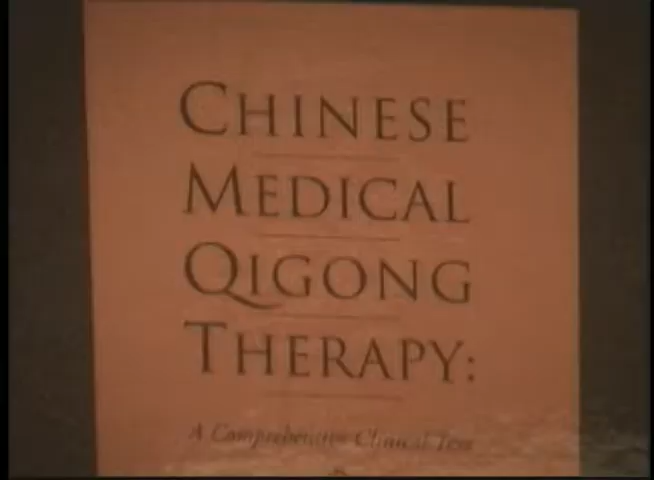 CHINESE
MEDICAL
QIGONG
THERAPY:
A Comprehensive Clinical Text